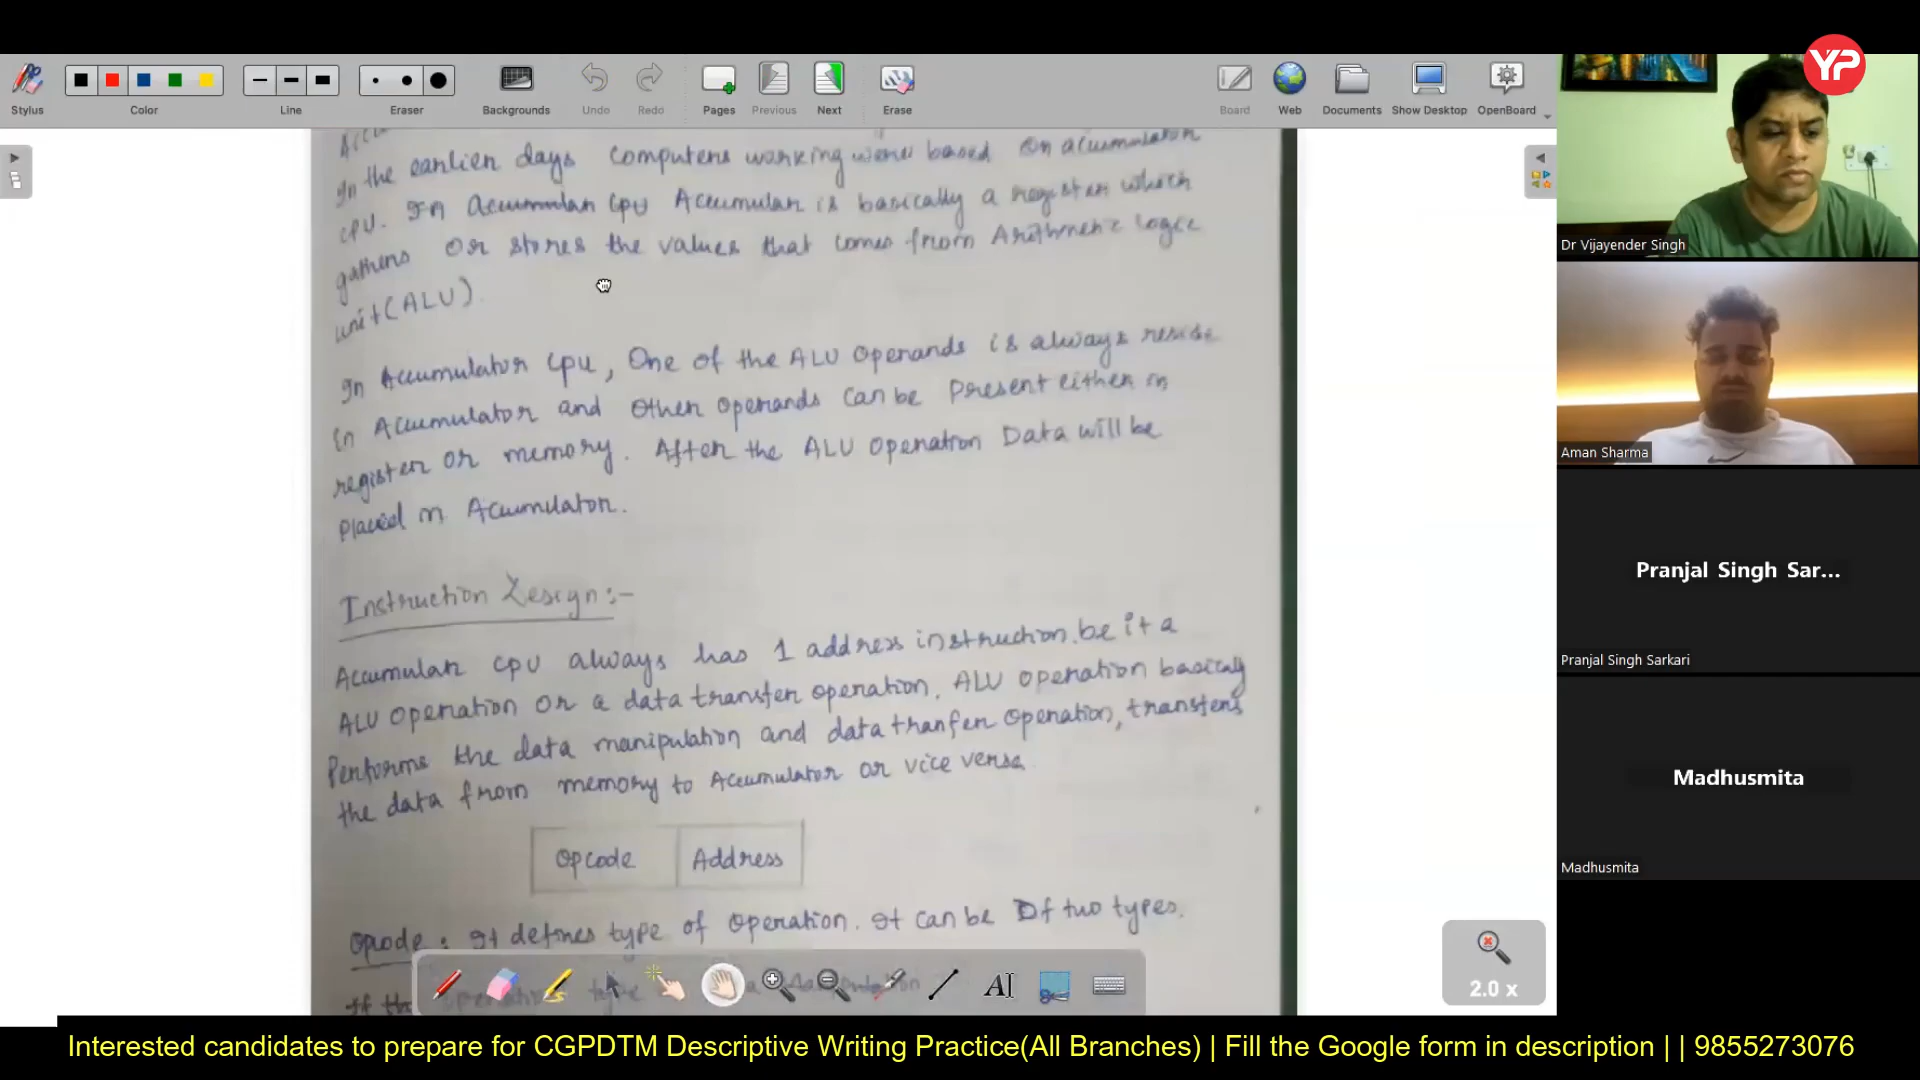 YP
Stylus
Color
Line
Eraser
Backgrounds
Undo
Redo
Pages
Previous
Next
Erase
Board
Web
Documents
Show Desktop
OpenBoard
In the earlier days computers working were based on accumulator
CPU. In Accumulator CPU Accumulator is basically a register which
gathers or stores the values that comes from Arithmetic logic
unit(ALU).
In Accumulator CPU, One of the ALU Operands is always reside
in Accumulator and Other operands can be Present either in
register or memory. After the ALU Operation Data will be
placed in Accumulator.
Instruction Design:-
Accumulator CPU always has 1 address instruction. be it a
ALU operation or a data transfer operation. ALU operation basicaly
Performs the data manipulation and data tranfer operation, transfers
the data from memory to Accumulator or vice versa.
Opcode Address
Opcode: It defines type of operation. It can be Of two types.
If the
Dr Vijayender Singh
Aman Sharma
Pranjal Singh Sar...
Pranjal Singh Sarkari
Madhusmita
Madhusmita
2.0 x
Interested candidates to prepare for CGPDTM Descriptive Writing Practice(All Branches) | Fill the Google form in description | | 9855273076